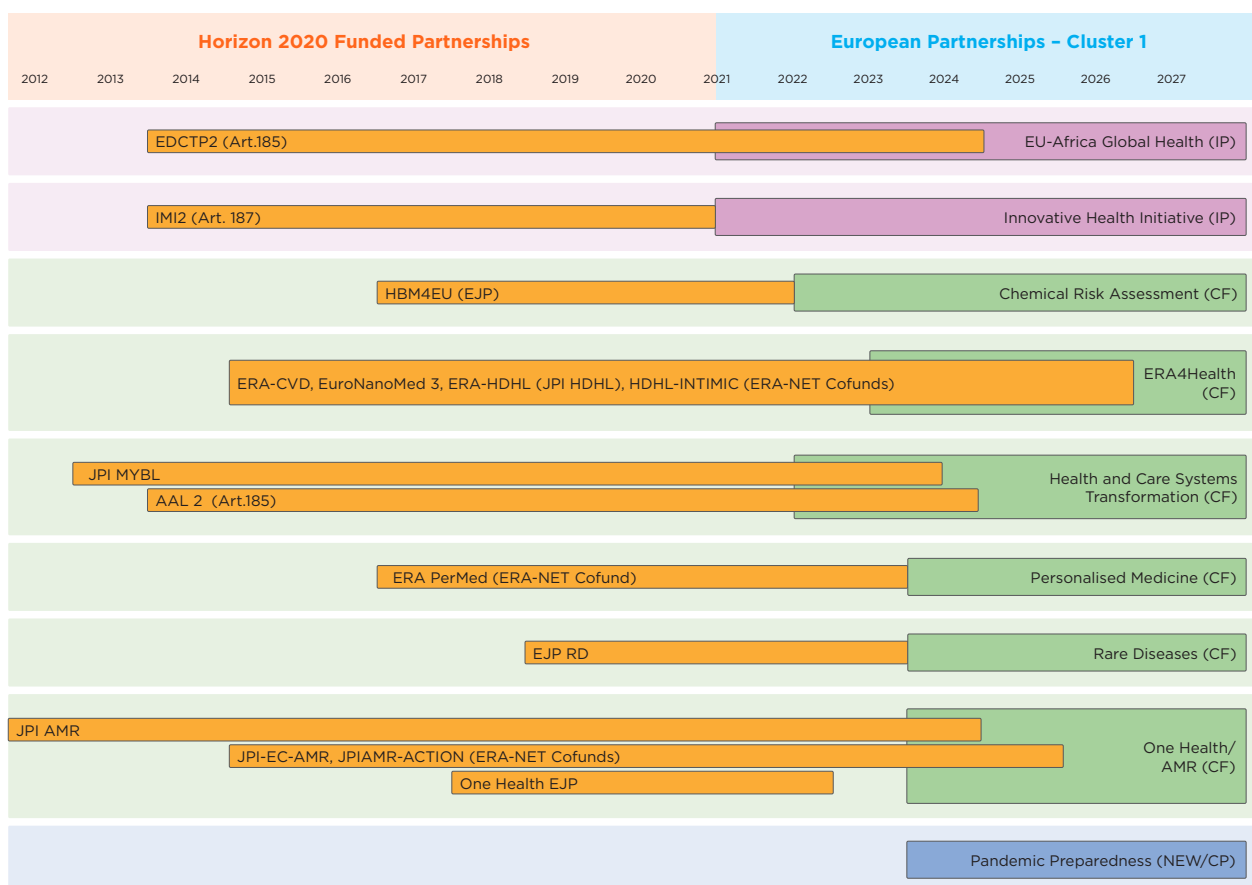 Horizon 2020 Funded Partnerships
European Partnerships – Cluster 1
2012 2013 2014 2015 2016 2017 2018 2019 2020 2021 2022 2023 2024 2025 2026 2027
EDCTP2 (Art.185)
EU-Africa Global Health (IP)
IMI2 (Art. 187)
Innovative Health Initiative (IP)
HBM4EU (EJP)
Chemical Risk Assessment (CF)
ERA-CVD, EuroNanoMed 3, ERA-HDHL (JPI HDHL), HDHL-INTIMIC (ERA-NET Cofunds)
ERA4Health
(CF)
JPI MYBL
AAL 2 (Art.185)
Health and Care Systems
Transformation (CF)
ERA PerMed (ERA-NET Cofund)
Personalised Medicine (CF)
EJP RD
Rare Diseases (CF)
JPI AMR
JPI-EC-AMR, JPIAMR-ACTION (ERA-NET Cofunds)
One Health EJP
One Health/
AMR (CF)
Pandemic Preparedness (NEW/CP)